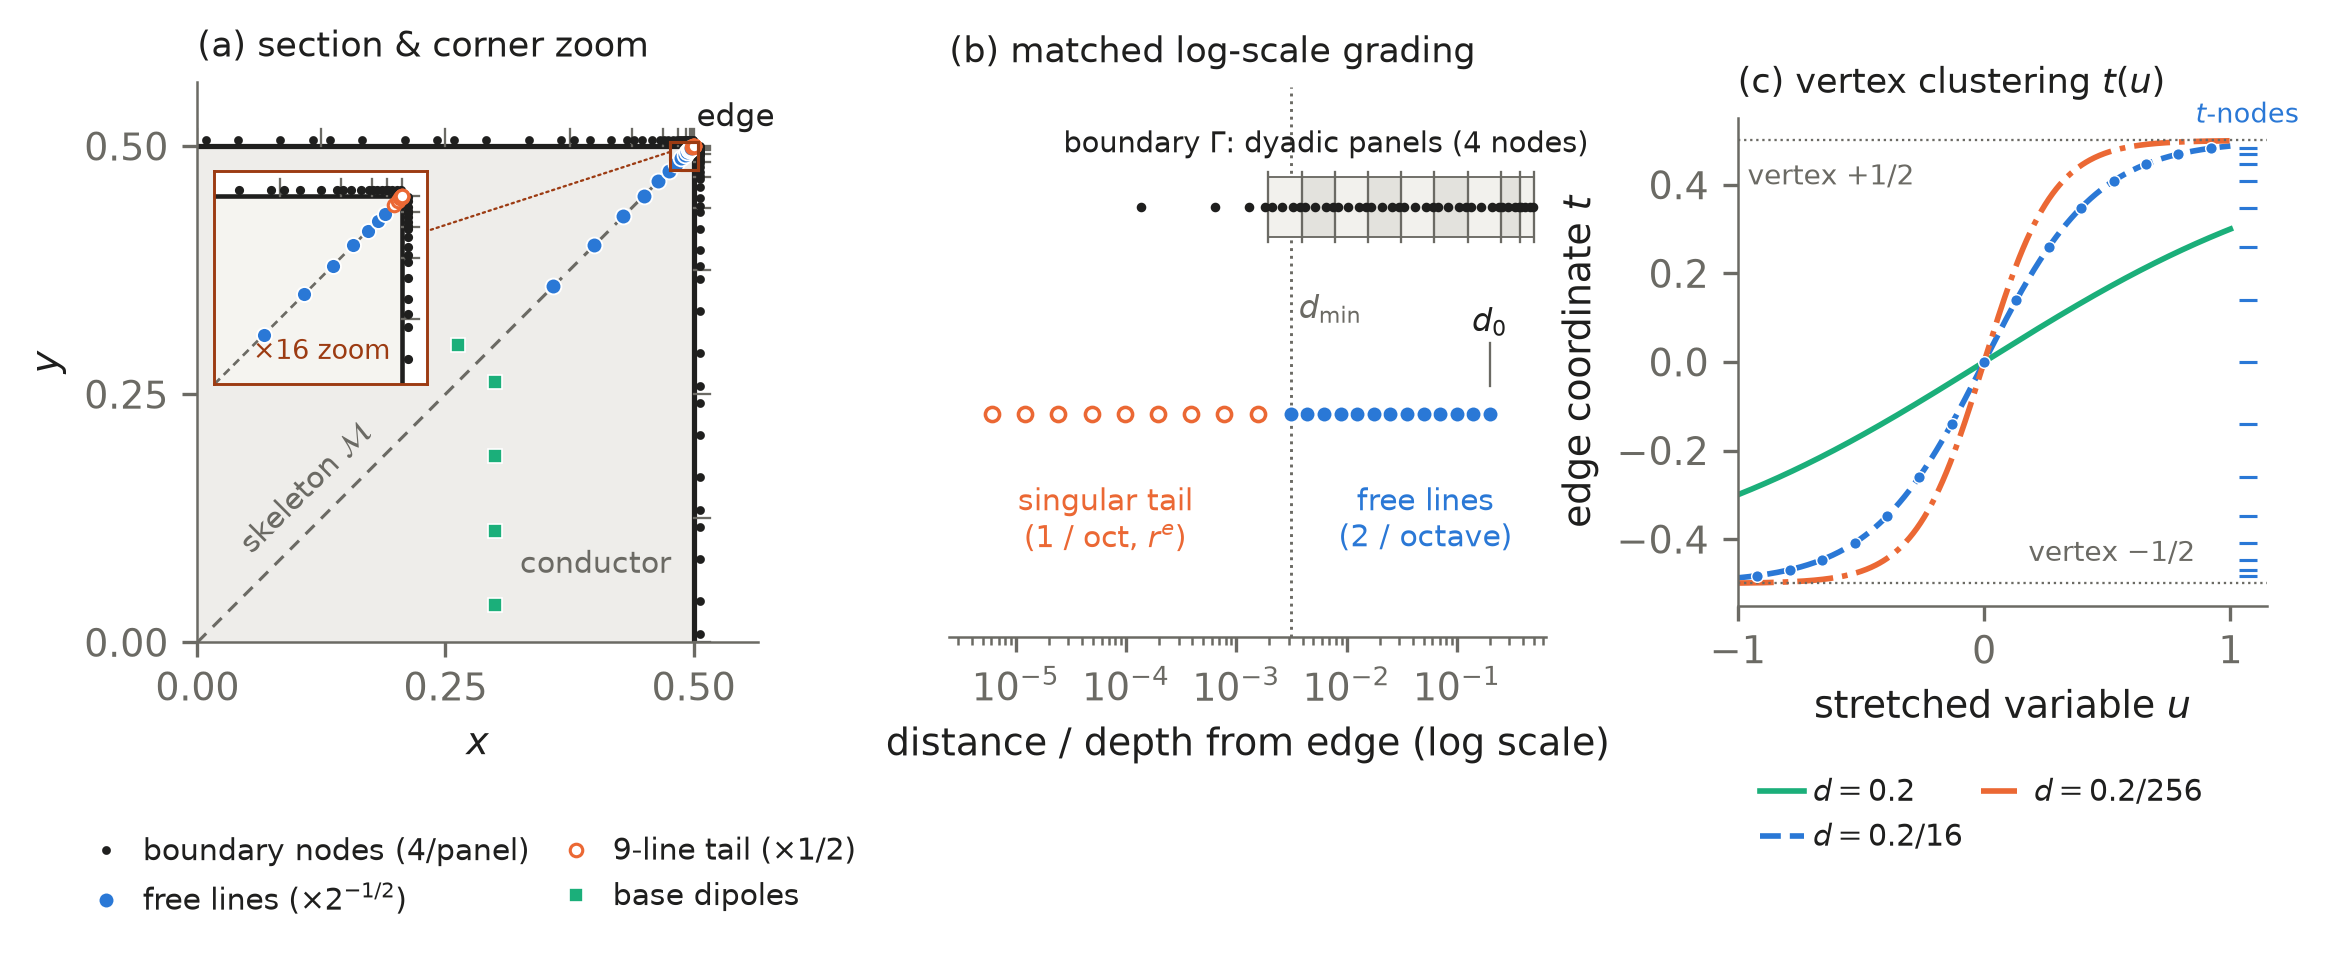 (a) section & corner zoom
edge
0.50
0.25
0.00
y
×16 zoom
skeleton ℳ
conductor
0.00
0.25
0.50
x
boundary nodes (4/panel)
free lines (×2⁻¹ᐟ²)
9-line tail (×1/2)
base dipoles
(b) matched log-scale grading
boundary Γ: dyadic panels (4 nodes)
d_min
d₀
singular tail
(1 / oct, rᵉ)
free lines
(2 / octave)
10⁻⁵
10⁻⁴
10⁻³
10⁻²
10⁻¹
distance / depth from edge (log scale)
(c) vertex clustering t(u)
t-nodes
vertex +1/2
vertex −1/2
edge coordinate t
0.4
0.2
0.0
−0.2
−0.4
−1
0
1
stretched variable u
d = 0.2
d = 0.2/16
d = 0.2/256